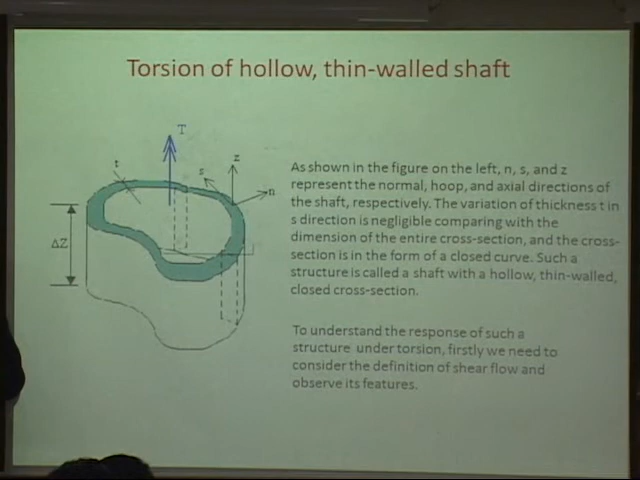 Torsion of hollow, thin-walled shaft
T
t
s
z
n
ΔZ
As shown in the figure on the left, n, s, and z
represent the normal, hoop, and axial directions of
the shaft, respectively. The variation of thickness t in
s direction is negligible comparing with the
dimension of the entire cross-section, and the cross-
section is in the form of a closed curve. Such a
structure is called a shaft with a hollow, thin-walled,
closed cross-section.
To understand the response of such a
structure under torsion, firstly we need to
consider the definition of shear flow and
observe its features.